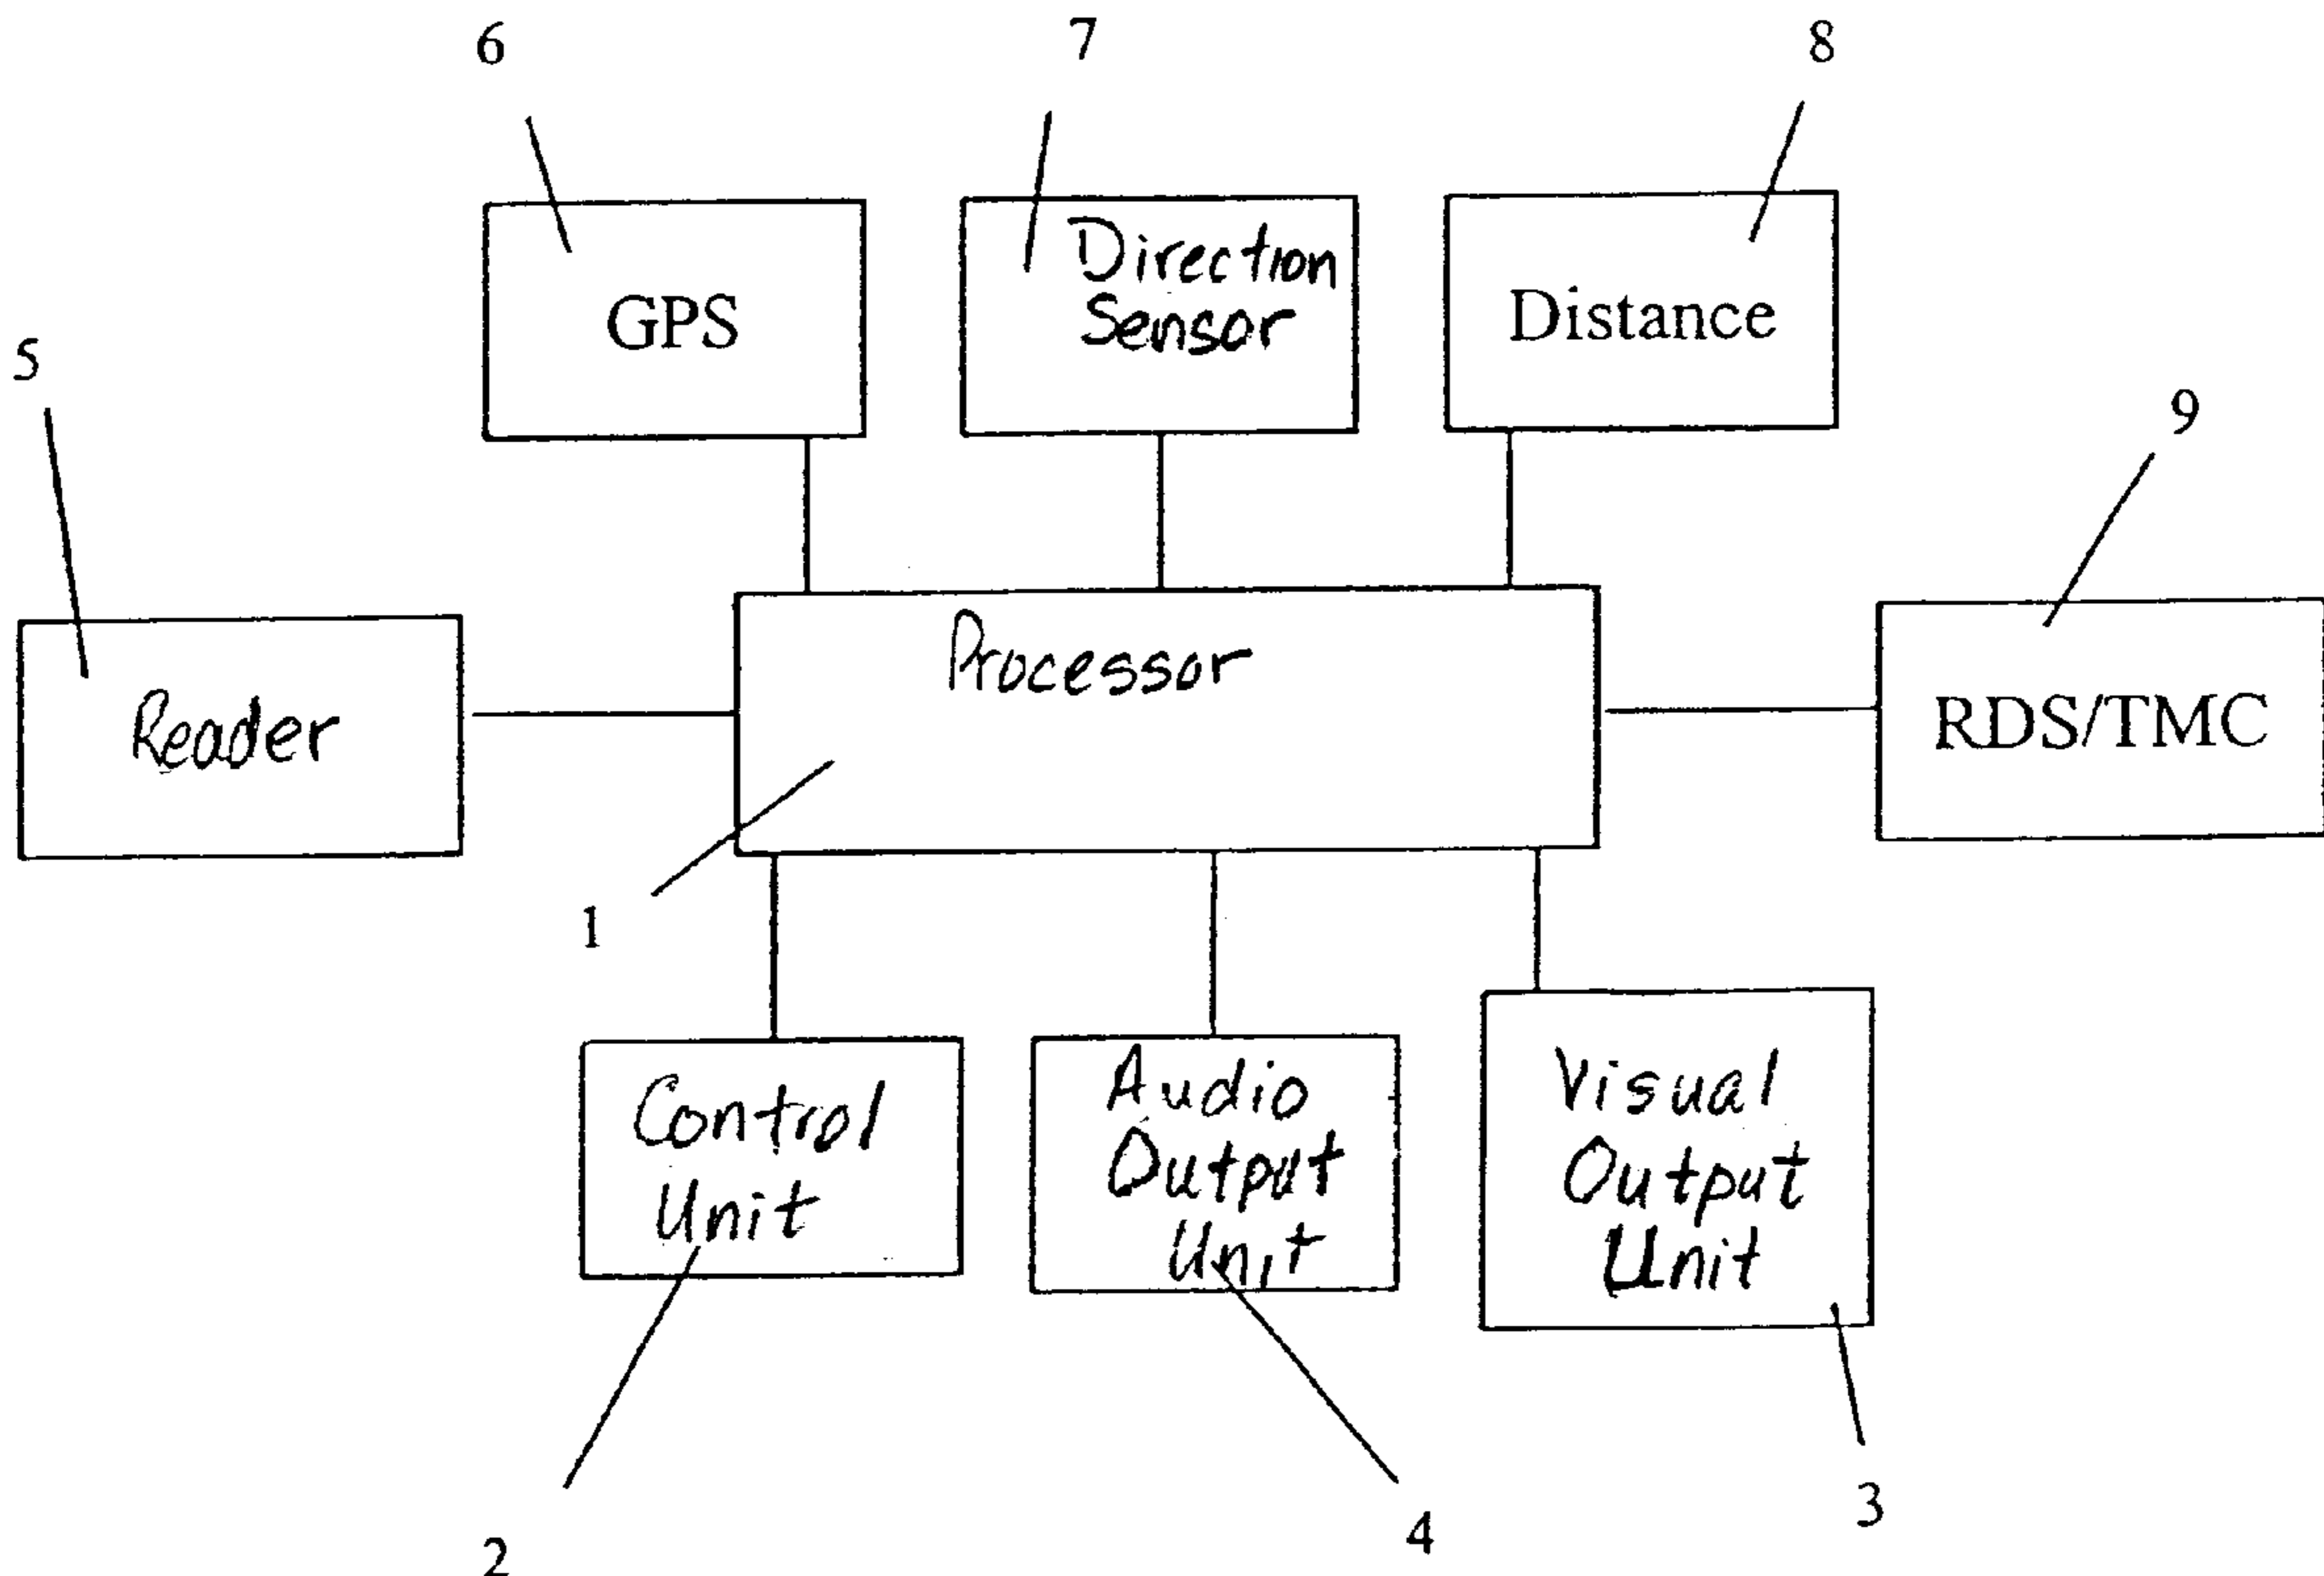 6
7
8
GPS
Direction
Sensor
Distance
5
9
Reader
Processor
RDS/TMC
1
Control
Unit
Audio
Output
Unit
Visual
Output
Unit
2
4
3